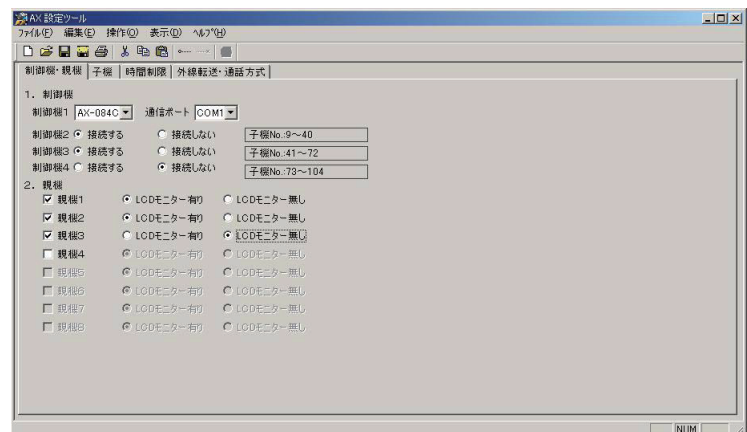 AX 設定ツール
ファイル(F) 編集(E) 操作(O) 表示(D) ヘルプ(H)
制御機・親機 子機 時間制限 外線転送・通話方式
1. 制御機
制御機1 AX-084C 通信ポート COM1
制御機2 接続する 接続しない 子機No.:9～40
制御機3 接続する 接続しない 子機No.:41～72
制御機4 接続する 接続しない 子機No.:73～104
2. 親機
親機1 LCDモニター有り LCDモニター無し
親機2 LCDモニター有り LCDモニター無し
親機3 LCDモニター有り LCDモニター無し
親機4 LCDモニター有り LCDモニター無し
親機5 LCDモニター有り LCDモニター無し
親機6 LCDモニター有り LCDモニター無し
親機7 LCDモニター有り LCDモニター無し
親機8 LCDモニター有り LCDモニター無し
NUM